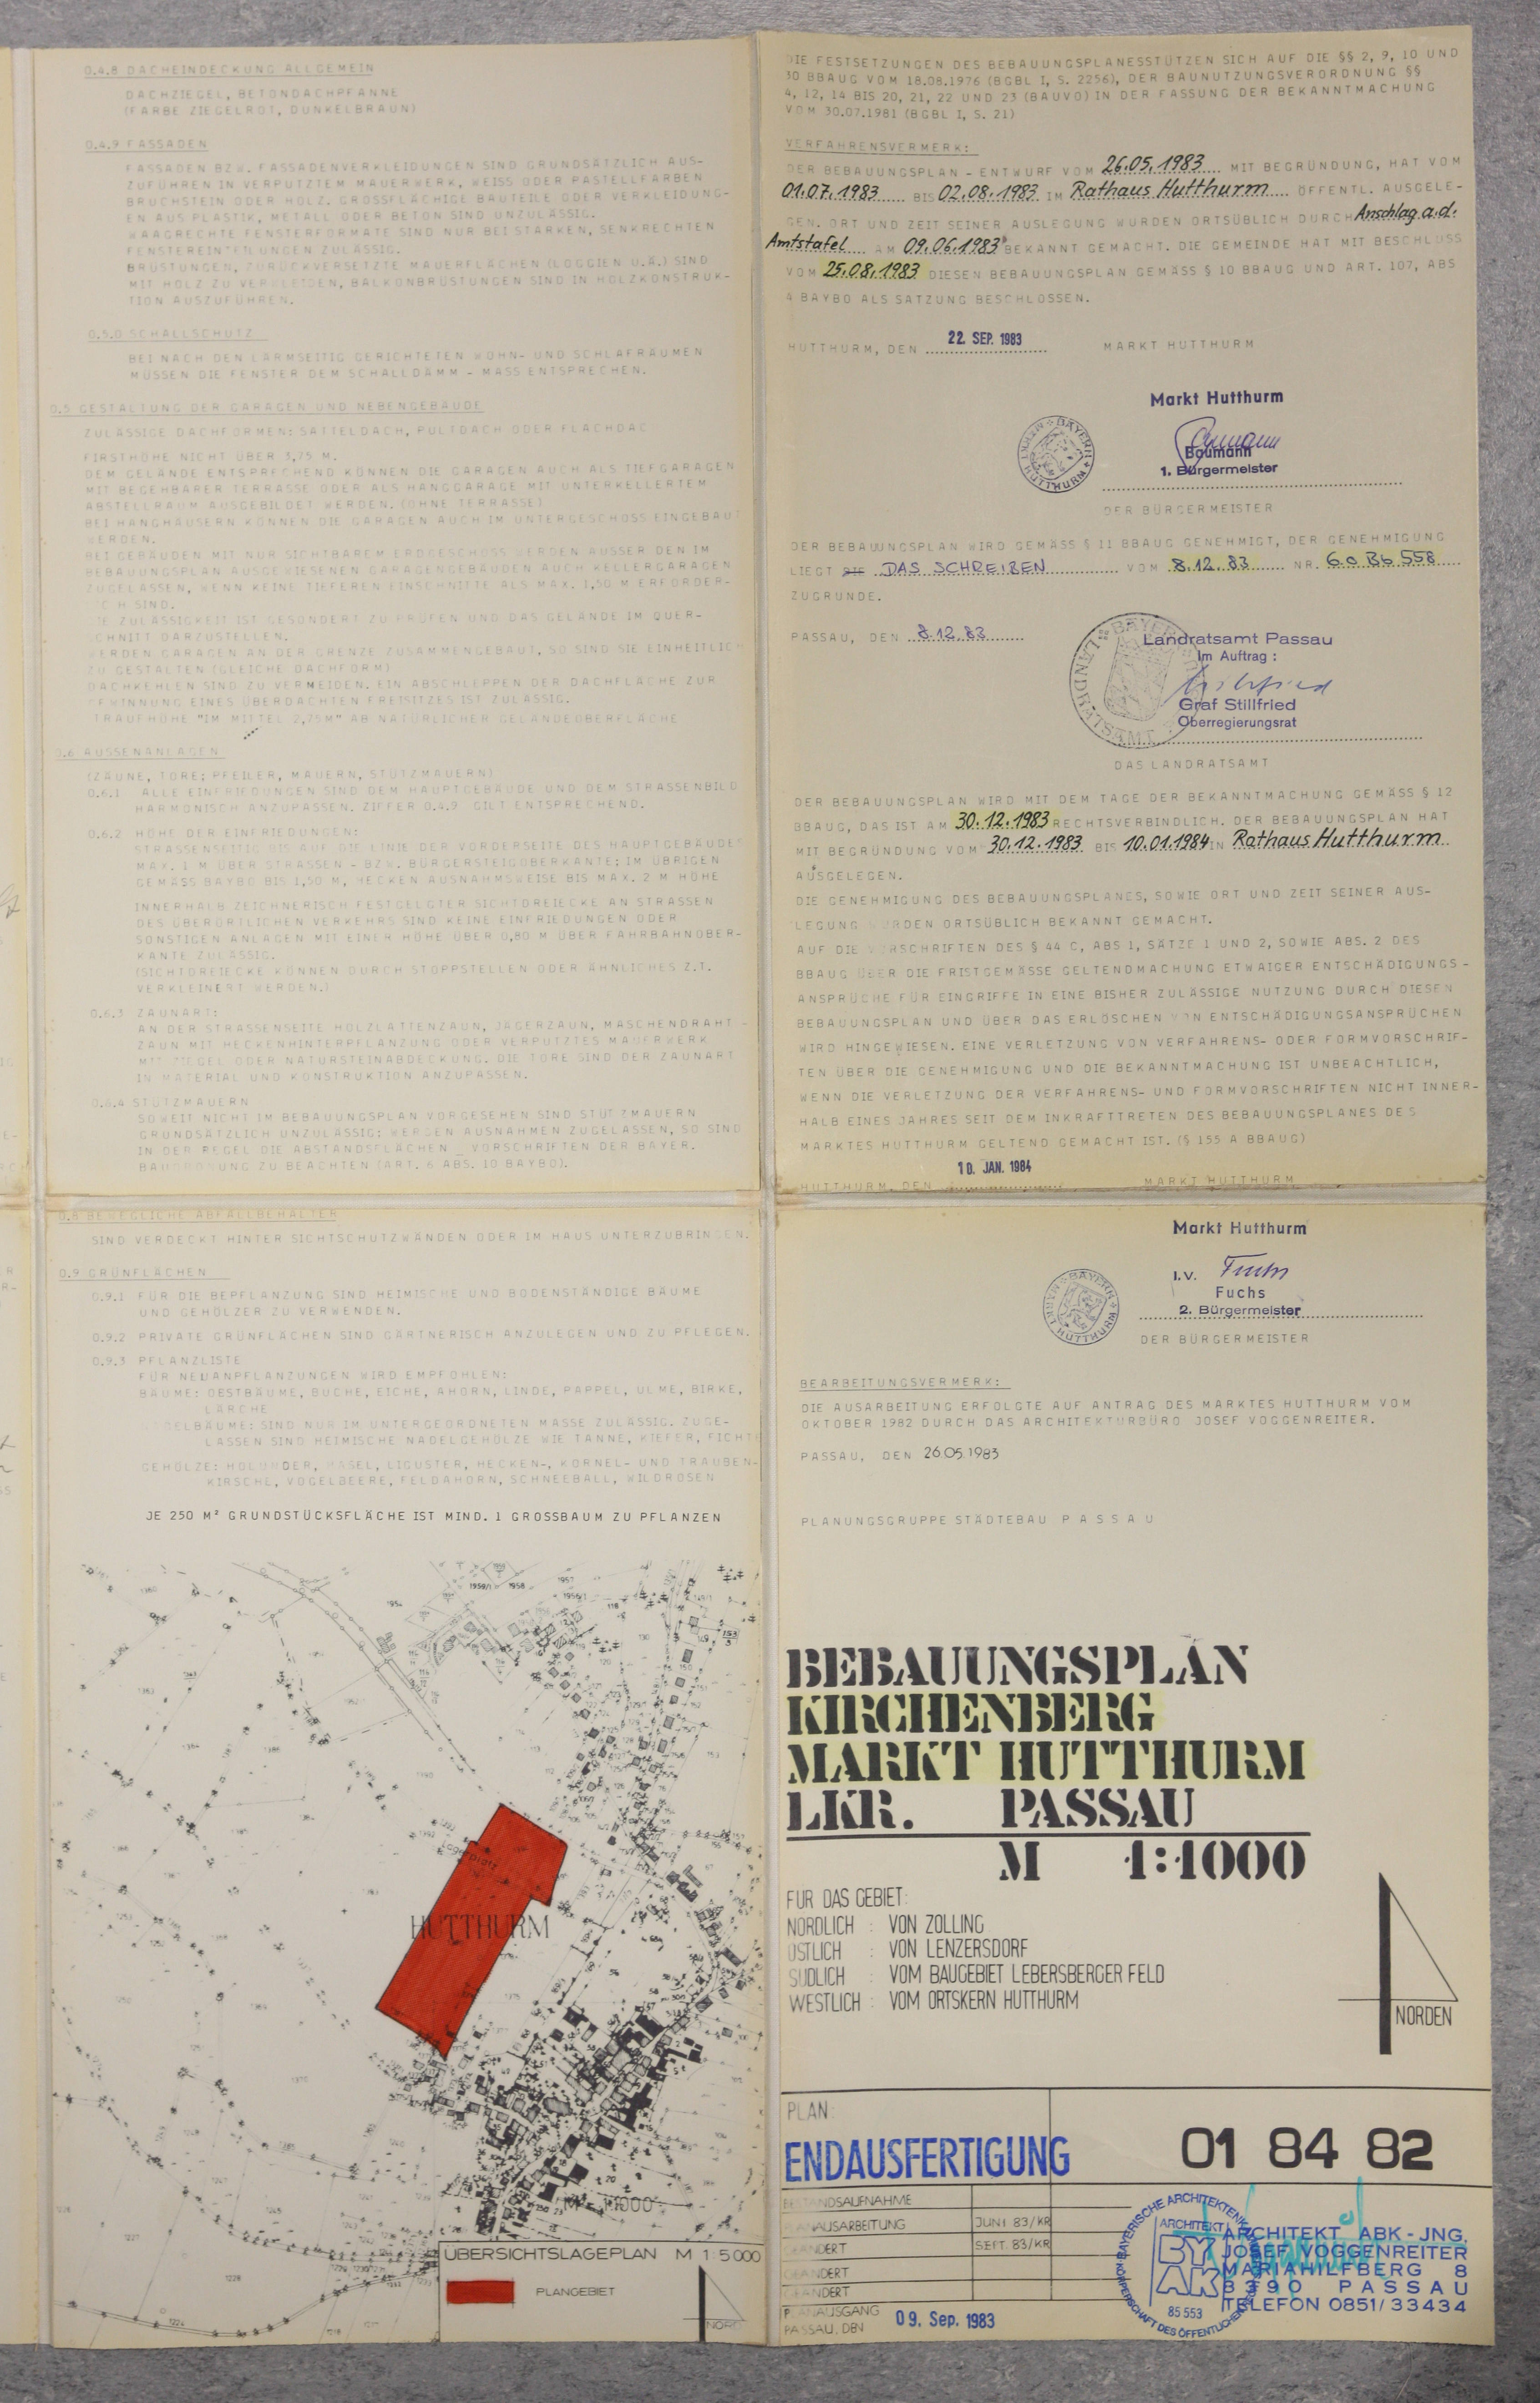 0.4.8 DACHEINDECKUNG ALLGEMEIN
DACHZIEGEL, BETONDACHPFANNE
(FARBE ZIEGELROT, DUNKELBRAUN)
0.4.9 FASSADEN
FASSADEN BZW. FASSADENVERKLEIDUNGEN SIND GRUNDSÄTZLICH AUS-
ZUFÜHREN IN VERPUTZTEM MAUERWERK, WEISS ODER PASTELLFARBEN
BRUCHSTEIN ODER HOLZ. GROSSFLÄCHIGE BAUTEILE ODER VERKLEIDUNG-
EN AUS PLASTIK, METALL ODER BETON SIND UNZULÄSSIG.
WAAGRECHTE FENSTERFORMATE SIND NUR BEI STARKEN, SENKRECHTEN
FENSTEREINTEILUNGEN ZULÄSSIG.
BRÜSTUNGEN, ZURÜCKVERSETZTE MAUERFLÄCHEN (LOGGIEN U.Ä.) SIND
MIT HOLZ ZU VERKLEIDEN, BALKONBRÜSTUNGEN SIND IN HOLZKONSTRUK-
TION AUSZUFÜHREN.
0.5.0 SCHALLSCHUTZ
BEI NACH DEN LÄRMSEITIG GERICHTETEN WOHN- UND SCHLAFRÄUMEN
MÜSSEN DIE FENSTER DEM SCHALLDÄMM - MASS ENTSPRECHEN.
0.5 GESTALTUNG DER GARAGEN UND NEBENGEBÄUDE
ZULÄSSIGE DACHFORMEN: SATTELDACH, PULTDACH ODER FLACHDAC
FIRSTHÖHE NICHT ÜBER 3,75 M.
DEM GELÄNDE ENTSPRECHEND KÖNNEN DIE GARAGEN AUCH ALS TIEFGARAGEN
MIT BEGEHBARER TERRASSE ODER ALS HANGGARAGE MIT UNTERKELLERTEM
ABSTELLRAUM AUSGEBILDET WERDEN. (OHNE TERRASSE)
BEI HANGHÄUSERN KÖNNEN DIE GARAGEN AUCH IM UNTERGESCHOSS EINGEBAUT
WERDEN.
BEI GEBÄUDEN MIT NUR SICHTBAREM ERDGESCHOSS WERDEN AUSSER DEN IM
BEBAUUNGSPLAN AUSGEWIESENEN GARAGENGEBÄUDEN AUCH KELLERGARAGEN
ZUGELASSEN, WENN KEINE TIEFEREN EINSCHNITTE ALS MAX. 1,50 M ERFORDER-
LICH SIND.
DIE ZULÄSSIGKEIT IST GESONDERT ZU PRÜFEN UND DAS GELÄNDE IM QUER-
SCHNITT DARZUSTELLEN.
WERDEN GARAGEN AN DER GRENZE ZUSAMMENGEBAUT, SO SIND SIE EINHEITLICH
ZU GESTALTEN (GLEICHE DACHFORM)
DACHKEHLEN SIND ZU VERMEIDEN. EIN ABSCHLEPPEN DER DACHFLÄCHE ZUR
GEWINNUNG EINES ÜBERDACHTEN FREISITZES IST ZULÄSSIG.
TRAUFHÖHE "IM MITTEL 2,75M" AB NATÜRLICHER GELÄNDEOBERFLÄCHE
0.6 AUSSENANLAGEN
(ZÄUNE, TORE; PFEILER, MAUERN, STÜTZMAUERN)
0.6.1 ALLE EINFRIEDUNGEN SIND DEM HAUPTGEBÄUDE UND DEM STRASSENBILD
HARMONISCH ANZUPASSEN. ZIFFER 0.4.9 GILT ENTSPRECHEND.
0.6.2 HÖHE DER EINFRIEDUNGEN:
STRASSENSEITIG BIS AUF DIE LINIE DER VORDERSEITE DES HAUPTGEBÄUDES
MAX. 1 M ÜBER STRASSEN - BZW. BÜRGERSTEIGOBERKANTE; IM ÜBRIGEN
GEMÄSS BAYBO BIS 1,50 M, HECKEN AUSNAHMSWEISE BIS MAX. 2 M HÖHE
INNERHALB ZEICHNERISCH FESTGELGTER SICHTDREIECKE AN STRASSEN
DES ÜBERÖRTLICHEN VERKEHRS SIND KEINE EINFRIEDUNGEN ODER
SONSTIGEN ANLAGEN MIT EINER HÖHE ÜBER 0,80 M ÜBER FAHRBAHNOBER-
KANTE ZULÄSSIG.
(SICHTDREIECKE KÖNNEN DURCH STOPPSTELLEN ODER ÄHNLICHES Z.T.
VERKLEINERT WERDEN.)
0.6.3 ZAUNART:
AN DER STRASSENSEITE HOLZLATTENZAUN, JÄGERZAUN, MASCHENDRAHT-
ZAUN MIT HECKENHINTERPFLANZUNG ODER VERPUTZTES MAUERWERK
MIT ZIEGEL ODER NATURSTEINABDECKUNG. DIE TORE SIND DER ZAUNART
IN MATERIAL UND KONSTRUKTION ANZUPASSEN.
0.6.4 STÜTZMAUERN
SOWEIT NICHT IM BEBAUUNGSPLAN VORGESEHEN SIND STÜTZMAUERN
GRUNDSÄTZLICH UNZULÄSSIG; WERDEN AUSNAHMEN ZUGELASSEN, SO SIND
IN DER REGEL DIE ABSTANDSFLÄCHEN _ VORSCHRIFTEN DER BAYER.
BAUORDNUNG ZU BEACHTEN (ART. 6 ABS. 10 BAYBO).
0.8 BEWEGLICHE ABFALLBEHÄLTER
SIND VERDECKT HINTER SICHTSCHUTZWÄNDEN ODER IM HAUS UNTERZUBRINGEN.
0.9 GRÜNFLÄCHEN
0.9.1 FÜR DIE BEPFLANZUNG SIND HEIMISCHE UND BODENSTÄNDIGE BÄUME
UND GEHÖLZER ZU VERWENDEN.
0.9.2 PRIVATE GRÜNFLÄCHEN SIND GÄRTNERISCH ANZULEGEN UND ZU PFLEGEN.
0.9.3 PFLANZLISTE
FÜR NEUANPFLANZUNGEN WIRD EMPFOHLEN:
BÄUME: OBSTBÄUME, BUCHE, EICHE, AHORN, LINDE, PAPPEL, ULME, BIRKE,
LÄRCHE
NADELBÄUME: SIND NUR IM UNTERGEORDNETEN MASSE ZULÄSSIG. ZUGE-
LASSEN SIND HEIMISCHE NADELGEHÖLZE WIE TANNE, KIEFER, FICHTE
GEHÖLZE: HOLUNDER, HASEL, LIGUSTER, HECKEN-, KORNEL- UND TRAUBEN-
KIRSCHE, VOGELBEERE, FELDAHORN, SCHNEEBALL, WILDROSEN
JE 250 M² GRUNDSTÜCKSFLÄCHE IST MIND. 1 GROSSBAUM ZU PFLANZEN
1959/1 1958
Lagerplatz
HUTTHURM
M 1:1000
ÜBERSICHTSLAGEPLAN M 1:5000
PLANGEBIET
NORD
DIE FESTSETZUNGEN DES BEBAUUNGSPLANES STÜTZEN SICH AUF DIE §§ 2, 9, 10 UND
30 BBAUG VOM 18.08.1976 (BGBL I, S. 2256), DER BAUNUTZUNGSVERORDNUNG §§
4, 12, 14 BIS 20, 21, 22 UND 23 (BAUVO) IN DER FASSUNG DER BEKANNTMACHUNG
VOM 30.07.1981 (BGBL I, S. 21)
VERFAHRENSVERMERK:
DER BEBAUUNGSPLAN - ENTWURF VOM 26.05.1983 MIT BEGRÜNDUNG, HAT VOM
01.07.1983 BIS 02.08.1983 IM Rathaus Hutthurm ÖFFENTL. AUSGELE-
GEN. ORT UND ZEIT SEINER AUSLEGUNG WURDEN ORTSÜBLICH DURCH Anschlag a.d.
Amtstafel AM 09.06.1983 BEKANNT GEMACHT. DIE GEMEINDE HAT MIT BESCHLUSS
VOM 25.08.1983 DIESEN BEBAUUNGSPLAN GEMÄSS § 10 BBAUG UND ART. 107, ABS
4 BAYBO ALS SATZUNG BESCHLOSSEN.
HUTTHURM, DEN 22. SEP. 1983 MARKT HUTTHURM
Markt Hutthurm
Baumann
1. Bürgermeister
DER BÜRGERMEISTER
DER BEBAUUNGSPLAN WIRD GEMÄSS § 11 BBAUG GENEHMIGT, DER GENEHMIGUNG
LIEGT DIE DAS SCHREIBEN VOM 8.12.83 NR. 60 Bb 558
ZUGRUNDE.
PASSAU, DEN 8.12.83
Landratsamt Passau
Im Auftrag:
Graf Stillfried
Oberregierungsrat
DAS LANDRATSAMT
DER BEBAUUNGSPLAN WIRD MIT DEM TAGE DER BEKANNTMACHUNG GEMÄSS § 12
BBAUG, DAS IST AM 30.12.1983 RECHTSVERBINDLICH. DER BEBAUUNGSPLAN HAT
MIT BEGRÜNDUNG VOM 30.12.1983 BIS 10.01.1984 IN Rathaus Hutthurm
AUSGELEGEN.
DIE GENEHMIGUNG DES BEBAUUNGSPLANES, SOWIE ORT UND ZEIT SEINER AUS-
LEGUNG WURDEN ORTSÜBLICH BEKANNT GEMACHT.
AUF DIE VORSCHRIFTEN DES § 44 C, ABS 1, SÄTZE 1 UND 2, SOWIE ABS. 2 DES
BBAUG ÜBER DIE FRISTGEMÄSSE GELTENDMACHUNG ETWAIGER ENTSCHÄDIGUNGS-
ANSPRÜCHE FÜR EINGRIFFE IN EINE BISHER ZULÄSSIGE NUTZUNG DURCH DIESEN
BEBAUUNGSPLAN UND ÜBER DAS ERLÖSCHEN VON ENTSCHÄDIGUNGSANSPRÜCHEN
WIRD HINGEWIESEN. EINE VERLETZUNG VON VERFAHRENS- ODER FORMVORSCHRIF-
TEN ÜBER DIE GENEHMIGUNG UND DIE BEKANNTMACHUNG IST UNBEACHTLICH,
WENN DIE VERLETZUNG DER VERFAHRENS- UND FORMVORSCHRIFTEN NICHT INNER-
HALB EINES JAHRES SEIT DEM INKRAFTTRETEN DES BEBAUUNGSPLANES DES
MARKTES HUTTHURM GELTEND GEMACHT IST. (§ 155 A BBAUG)
HUTTHURM, DEN 10. JAN. 1984 MARKT HUTTHURM
Markt Hutthurm
I.V. Fuchs
Fuchs
2. Bürgermeister
DER BÜRGERMEISTER
BEARBEITUNGSVERMERK:
DIE AUSARBEITUNG ERFOLGTE AUF ANTRAG DES MARKTES HUTTHURM VOM
OKTOBER 1982 DURCH DAS ARCHITEKTURBÜRO JOSEF VOGGENREITER.
PASSAU, DEN 26.05.1983
PLANUNGSGRUPPE STÄDTEBAU PASSAU
BEBAUUNGSPLAN
KIRCHENBERG
MARKT HUTTHURM
LKR. PASSAU
M 1:1000
FÜR DAS GEBIET:
NÖRDLICH : VON ZOLLING
ÖSTLICH : VON LENZERSDORF
SÜDLICH : VOM BAUGEBIET LEBERSBERGER FELD
WESTLICH : VOM ORTSKERN HUTTHURM
NORDEN
PLAN:
ENDAUSFERTIGUNG 01 84 82
BESTANDSAUFNAHME
PLANAUSARBEITUNG JUNI 83/KR
GEÄNDERT SEPT. 83/KR
GEÄNDERT
GEÄNDERT
PLANAUSGANG
PASSAU, DEN 09. Sep. 1983
ARCHITEKT
BYAK
85 553
ARCHITEKT ABK-JNG,
JOSEF VOGGENREITER
MARIAHILFBERG 8
8390 PASSAU
TELEFON 0851/33434